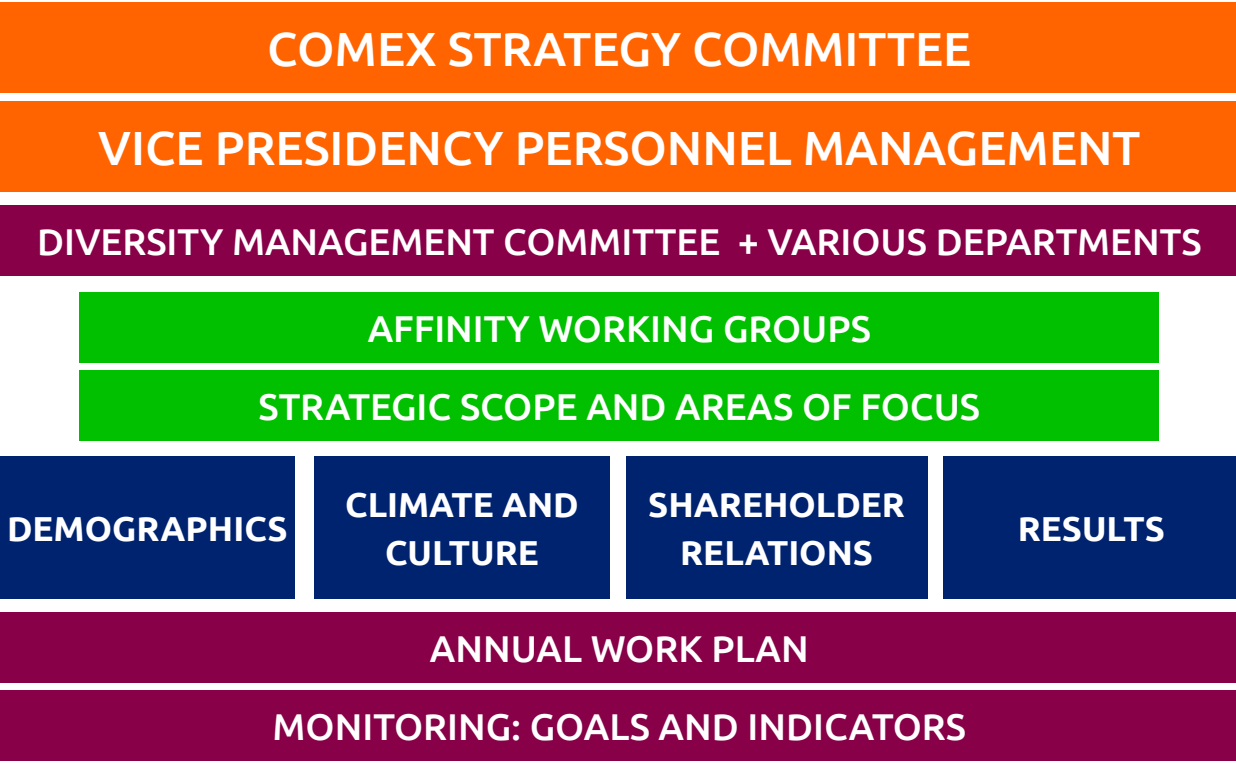 COMEX STRATEGY COMMITTEE
VICE PRESIDENCY PERSONNEL MANAGEMENT
DIVERSITY MANAGEMENT COMMITTEE + VARIOUS DEPARTMENTS
AFFINITY WORKING GROUPS
STRATEGIC SCOPE AND AREAS OF FOCUS
DEMOGRAPHICS
CLIMATE AND
CULTURE
SHAREHOLDER
RELATIONS
RESULTS
ANNUAL WORK PLAN
MONITORING: GOALS AND INDICATORS